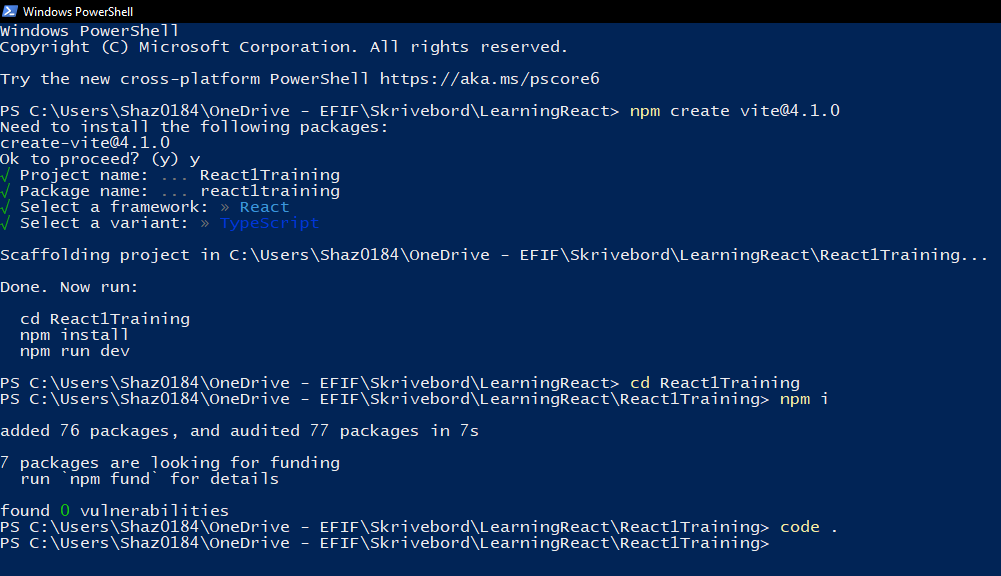 Windows PowerShell
Windows PowerShell
Copyright (C) Microsoft Corporation. All rights reserved.
Try the new cross-platform PowerShell https://aka.ms/pscore6
PS C:\Users\Shaz0184\OneDrive - EFIF\Skrivebord\LearningReact> npm create vite@4.1.0
Need to install the following packages:
create-vite@4.1.0
Ok to proceed? (y) y
√ Project name: ... React1Training
√ Package name: ... react1training
√ Select a framework: » React
√ Select a variant: » TypeScript
Scaffolding project in C:\Users\Shaz0184\OneDrive - EFIF\Skrivebord\LearningReact\React1Training...
Done. Now run:
cd React1Training
npm install
npm run dev
PS C:\Users\Shaz0184\OneDrive - EFIF\Skrivebord\LearningReact> cd React1Training
PS C:\Users\Shaz0184\OneDrive - EFIF\Skrivebord\LearningReact\React1Training> npm i
added 76 packages, and audited 77 packages in 7s
7 packages are looking for funding
run `npm fund` for details
found 0 vulnerabilities
PS C:\Users\Shaz0184\OneDrive - EFIF\Skrivebord\LearningReact\React1Training> code .
PS C:\Users\Shaz0184\OneDrive - EFIF\Skrivebord\LearningReact\React1Training>